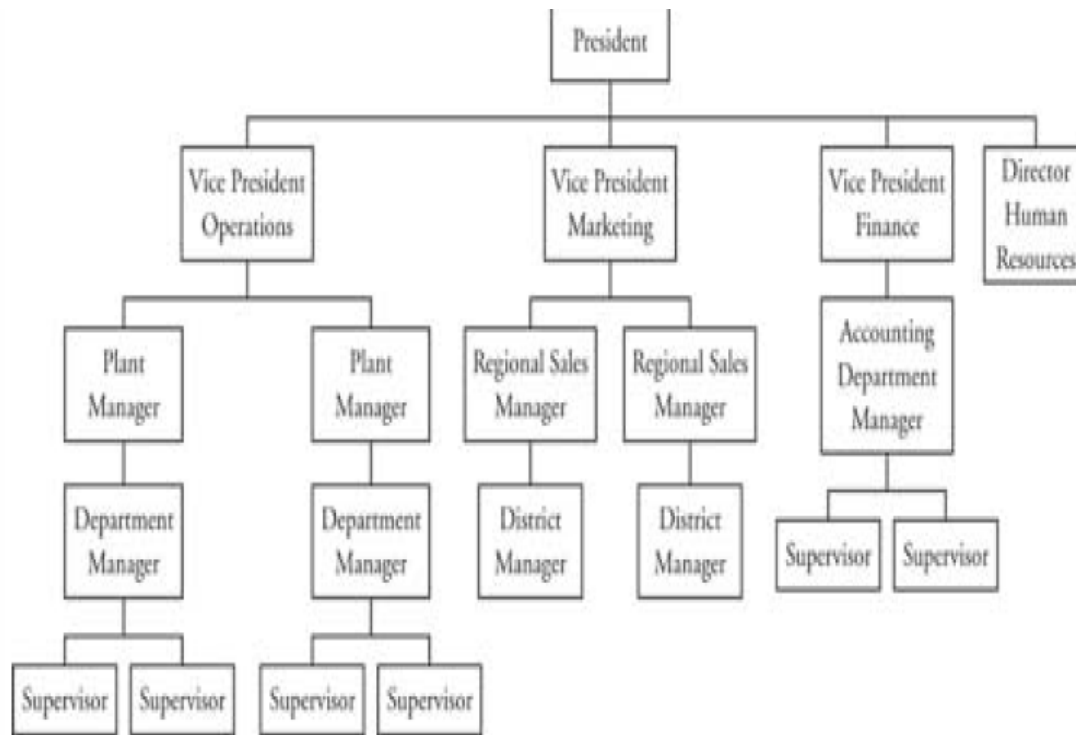 President
Vice President
Operations
Vice President
Marketing
Vice President
Finance
Director
Human
Resources
Plant
Manager
Plant
Manager
Regional Sales
Manager
Regional Sales
Manager
Accounting
Department
Manager
Department
Manager
Department
Manager
District
Manager
District
Manager
Supervisor
Supervisor
Supervisor
Supervisor
Supervisor
Supervisor